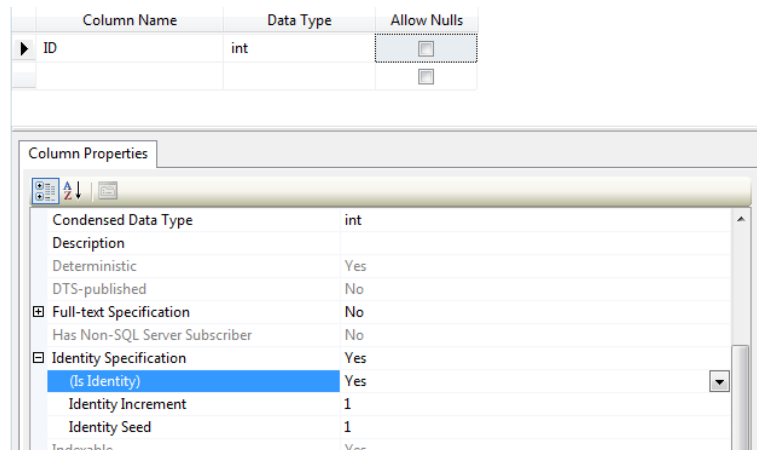 Column Name Data Type Allow Nulls
ID int
Column Properties
Condensed Data Type int
Description
Deterministic Yes
DTS-published No
Full-text Specification No
Has Non-SQL Server Subscriber No
Identity Specification Yes
(Is Identity) Yes
Identity Increment 1
Identity Seed 1
Indexable Yes